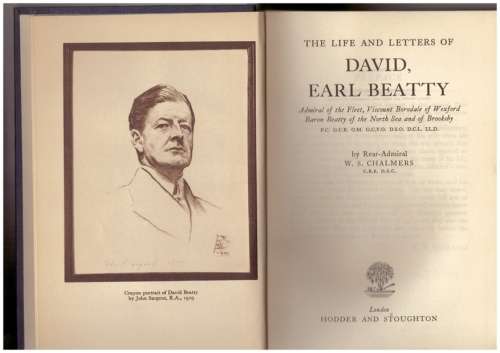 Crayon portrait of David Beatty
by John Sargent, R.A., 1919
THE LIFE AND LETTERS OF
DAVID,
EARL BEATTY
Admiral of the Fleet, Viscount Borodale of Wexford
Baron Beatty of the North Sea and of Brooksby
P.C. G.C.B. O.M. G.C.V.O. D.S.O. D.C.L. LL.D.
by Rear-Admiral
W. S. CHALMERS
C.B.E. D.S.C.
London
HODDER AND STOUGHTON